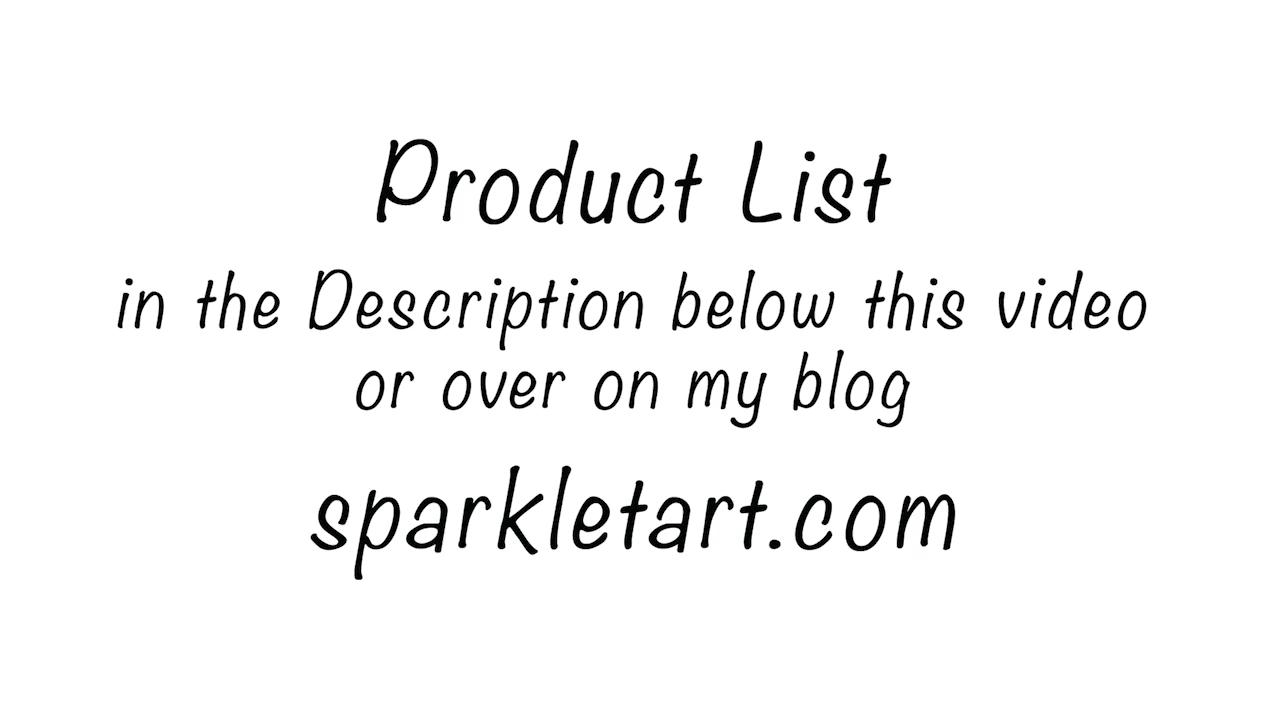 Product List
in the Description below this video
or over on my blog
sparkletart.com